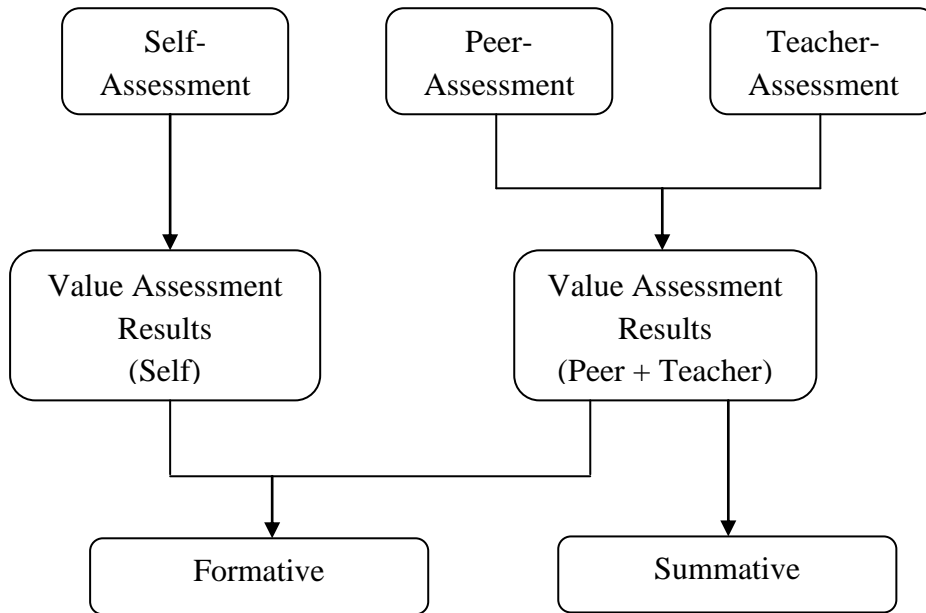 Self-
Assessment
Peer-
Assessment
Teacher-
Assessment
Value Assessment
Results
(Self)
Value Assessment
Results
(Peer + Teacher)
Formative
Summative